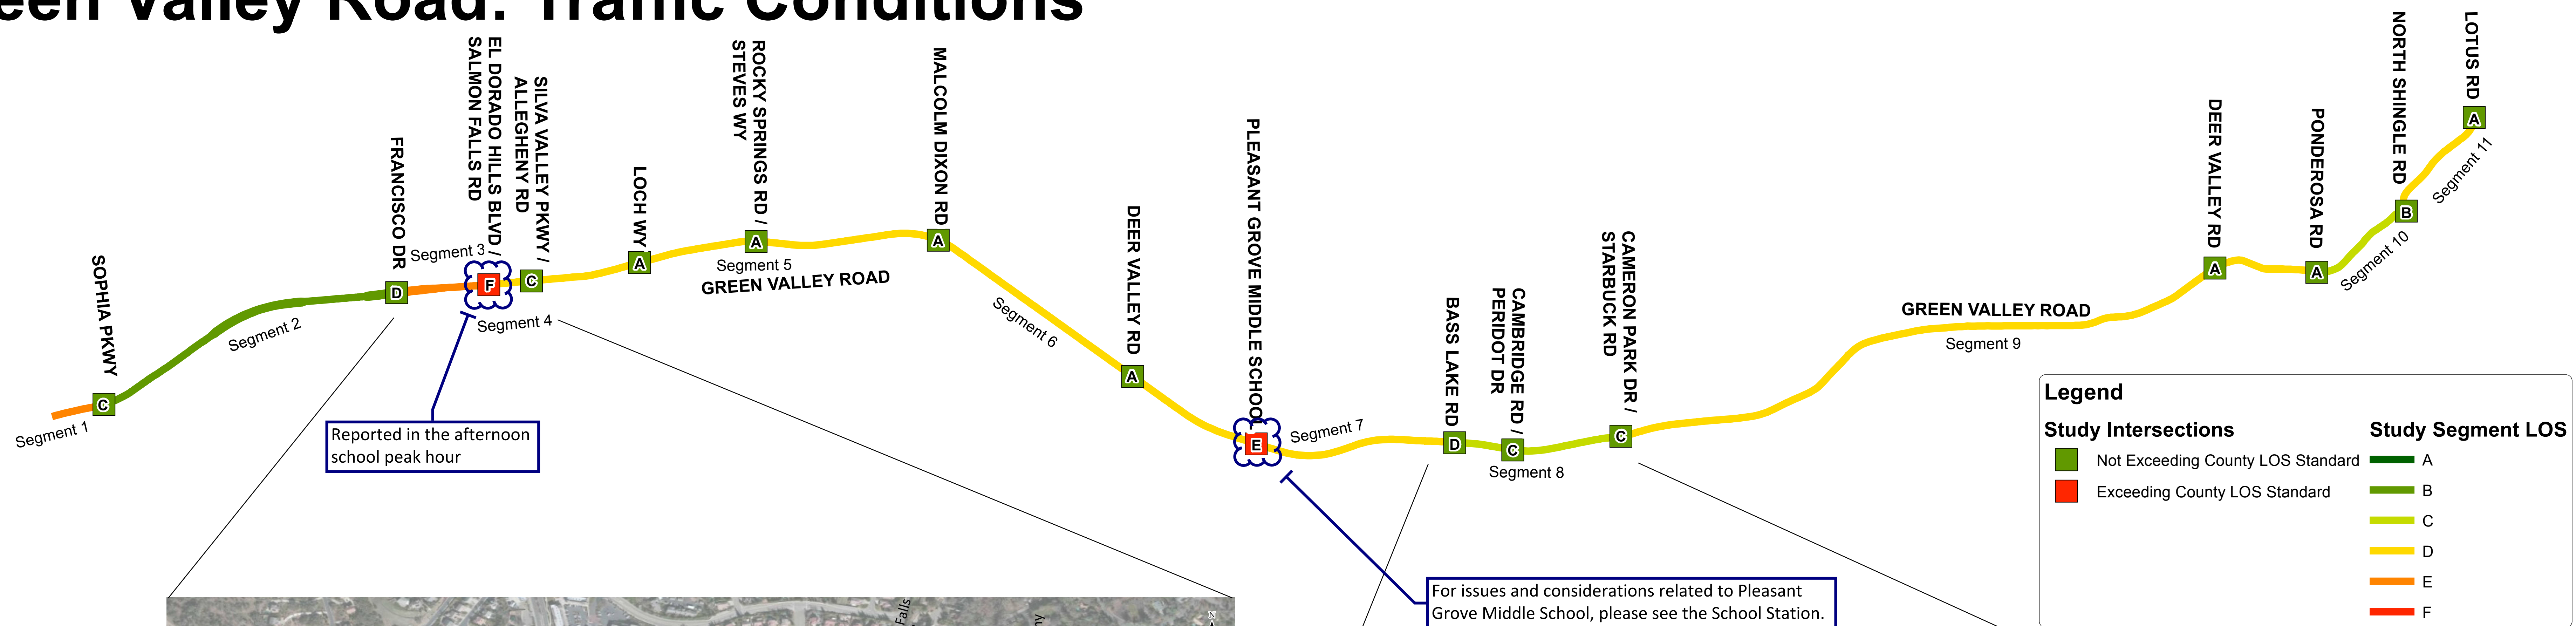 een Valley Road: Traffic Conditions
SOPHIA PKWY
FRANCISCO DR
EL DORADO HILLS BLVD /
SALMON FALLS RD
SILVA VALLEY PKWY /
ALLEGHENY RD
LOCH WY
ROCKY SPRINGS RD /
STEVES WY
MALCOLM DIXON RD
DEER VALLEY RD
PLEASANT GROVE MIDDLE SCHOOL
BASS LAKE RD
CAMBRIDGE RD /
PERIDOT DR
CAMERON PARK DR /
STARBUCK RD
DEER VALLEY RD
PONDEROSA RD
NORTH SHINGLE RD
LOTUS RD
C
D
F
C
A
A
A
A
E
D
C
C
A
A
B
A
Segment 1
Segment 2
Segment 3
Segment 4
Segment 5
GREEN VALLEY ROAD
Segment 6
Segment 7
Segment 8
GREEN VALLEY ROAD
Segment 9
Segment 10
Segment 11
Reported in the afternoon
school peak hour
For issues and considerations related to Pleasant
Grove Middle School, please see the School Station.
Falls
N
Legend
Study Intersections
Not Exceeding County LOS Standard
Exceeding County LOS Standard
Study Segment LOS
A
B
C
D
E
F